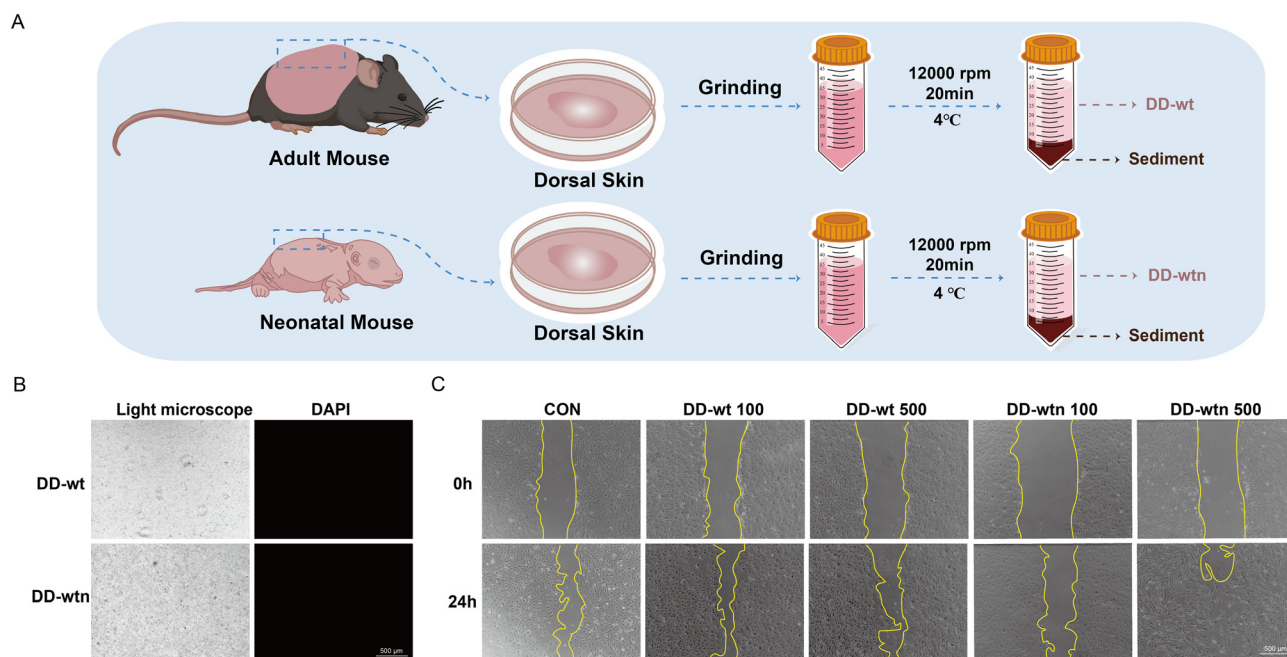 A
Adult Mouse
Dorsal Skin
Grinding
12000 rpm
20min
4℃
DD-wt
Sediment
Neonatal Mouse
Dorsal Skin
Grinding
12000 rpm
20min
4 ℃
DD-wtn
Sediment
B
Light microscope DAPI
DD-wt
DD-wtn
500 μm
C
CON DD-wt 100 DD-wt 500 DD-wtn 100 DD-wtn 500
0h
24h
500 μm